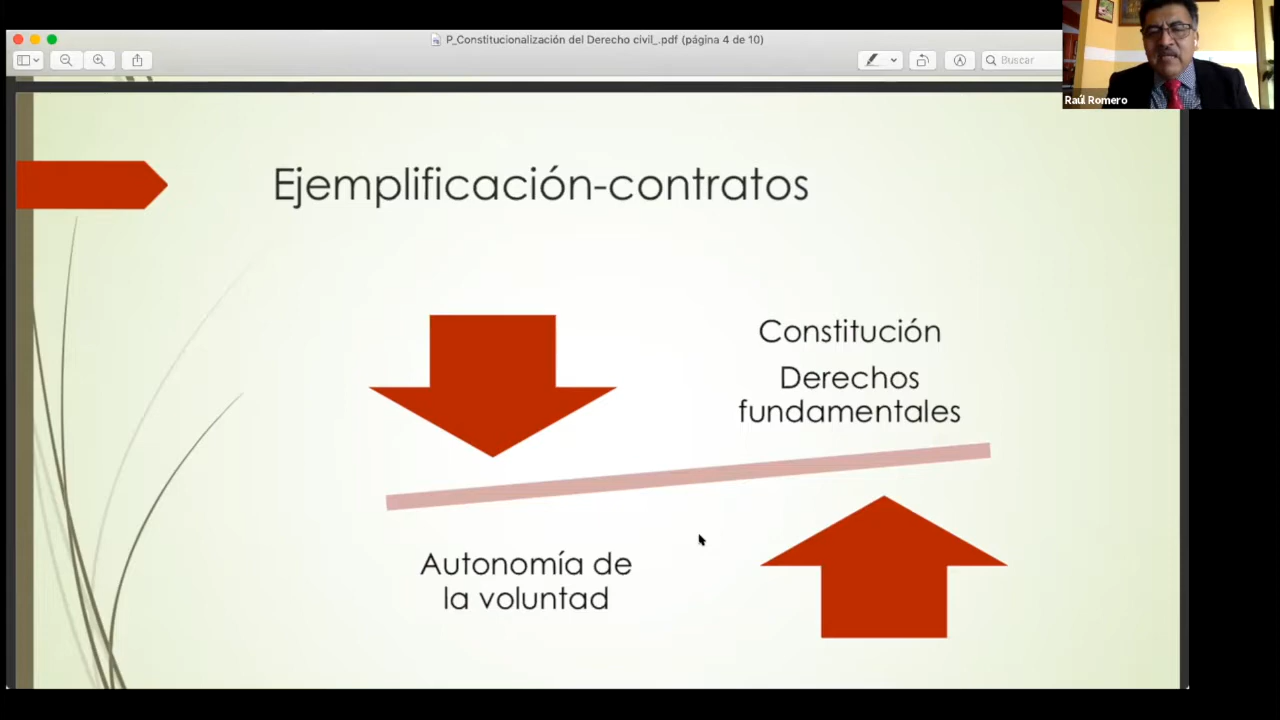 P_Constitucionalización del Derecho civil_.pdf (página 4 de 10)
Buscar
Raúl Romero
Ejemplificación-contratos
Constitución
Derechos
fundamentales
Autonomía de
la voluntad